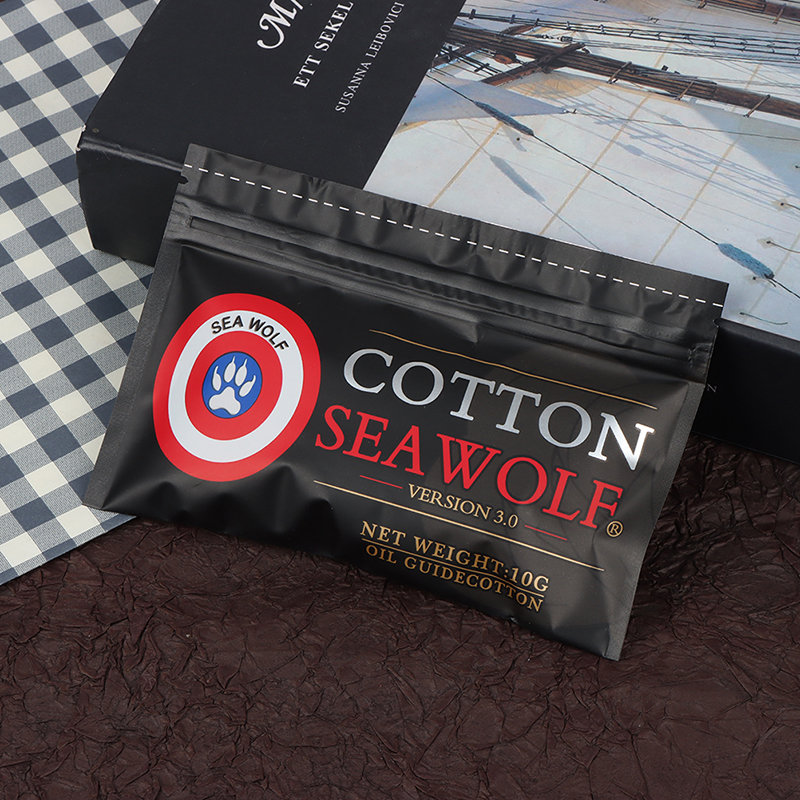 ETT SEKEL
SUSANNA LEIBOVICI
SEA WOLF
COTTON
SEAWOLF®
VERSION 3.0
NET WEIGHT:10G
OIL GUIDECOTTON